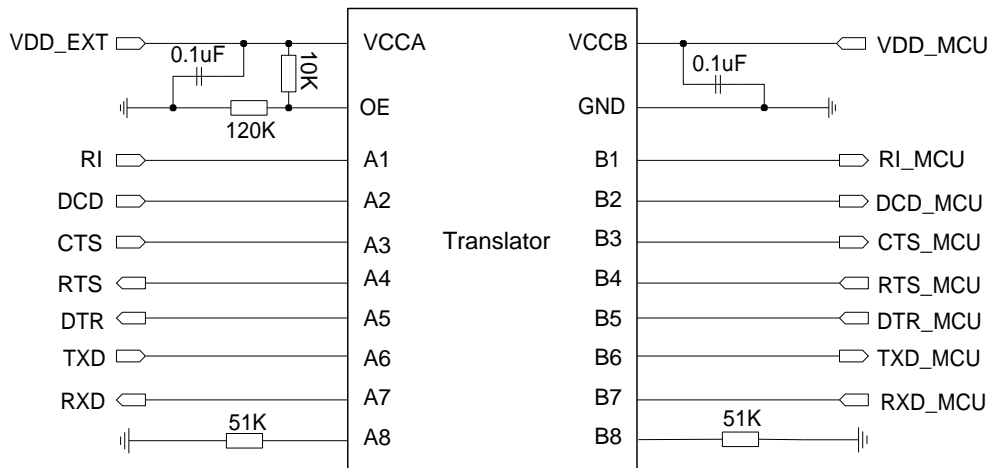 VDD_EXT VCCA VCCB VDD_MCU
0.1uF 10K 0.1uF
OE GND
120K
RI A1 B1 RI_MCU
DCD A2 B2 DCD_MCU
CTS A3 Translator B3 CTS_MCU
RTS A4 B4 RTS_MCU
DTR A5 B5 DTR_MCU
TXD A6 B6 TXD_MCU
RXD A7 B7 RXD_MCU
51K A8 B8 51K